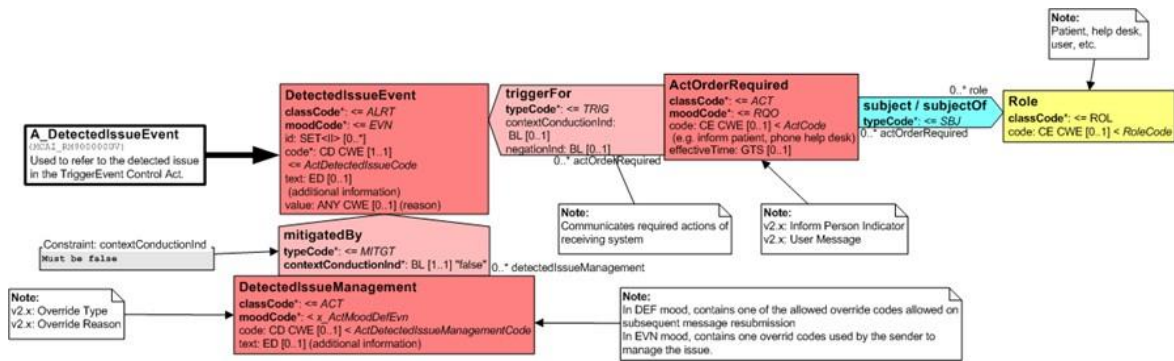 Note:
Patient, help desk,
user, etc.
A_DetectedIssueEvent
(MCAI_RM900000UV)
Used to refer to the detected issue
in the TriggerEvent Control Act.
DetectedIssueEvent
classCode*: <= ALRT
moodCode*: <= EVN
id: SET<II> [0..*]
code*: CD CWE [1..1]
<= ActDetectedIssueCode
text: ED [0..1]
(additional information)
value: ANY CWE [0..1] (reason)
triggerFor
typeCode*: <= TRIG
contextConductionInd:
BL [0..1]
negationInd: BL [0..1]
0..* actOrderRequired
ActOrderRequired
classCode*: <= ACT
moodCode*: <= RQO
code: CE CWE [0..1] < ActCode
(e.g. inform patient, phone help desk)
effectiveTime: GTS [0..1]
0..* role
subject / subjectOf
typeCode*: <= SBJ
0..* actOrderRequired
Role
classCode*: <= ROL
code: CE CWE [0..1] < RoleCode
Note:
Communicates required actions of
receiving system
Note:
v2.x: Inform Person Indicator
v2.x: User Message
Constraint: contextConductionInd
Must be false
mitigatedBy
typeCode*: <= MITGT
contextConductionInd*: BL [1..1] "false"
0..* detectedIssueManagement
Note:
v2.x: Override Type
v2.x: Override Reason
DetectedIssueManagement
classCode*: <= ACT
moodCode*: < x_ActMoodDefEvn
code: CD CWE [0..1] < ActDetectedIssueManagementCode
text: ED [0..1] (additional information)
Note:
In DEF mood, contains one of the allowed override codes allowed on
subsequent message resubmission
In EVN mood, contains one overrid codes used by the sender to
manage the issue.